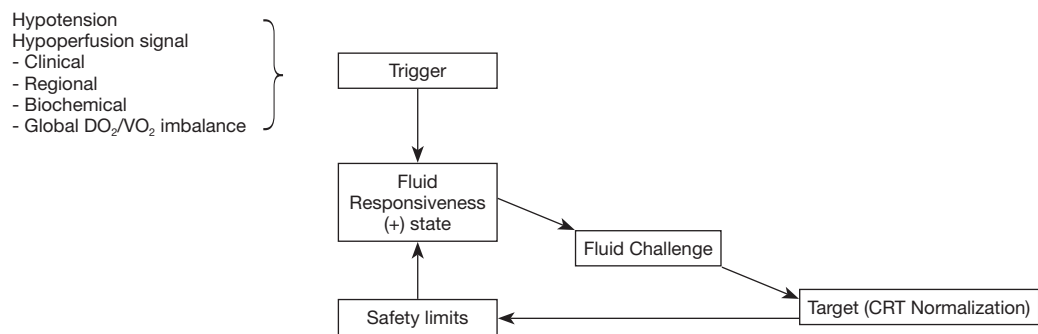 Hypotension
Hypoperfusion signal
- Clinical
- Regional
- Biochemical
- Global DO₂/VO₂ imbalance
Trigger
Fluid
Responsiveness
(+) state
Fluid Challenge
Target (CRT Normalization)
Safety limits